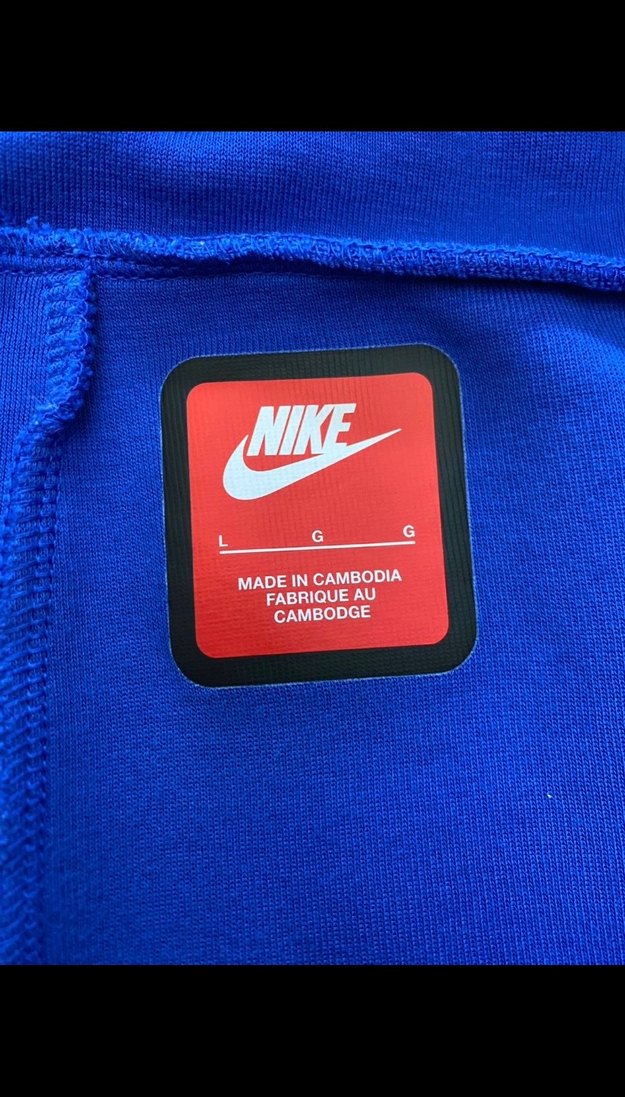 NIKE
L G G
MADE IN CAMBODIA
FABRIQUE AU
CAMBODGE